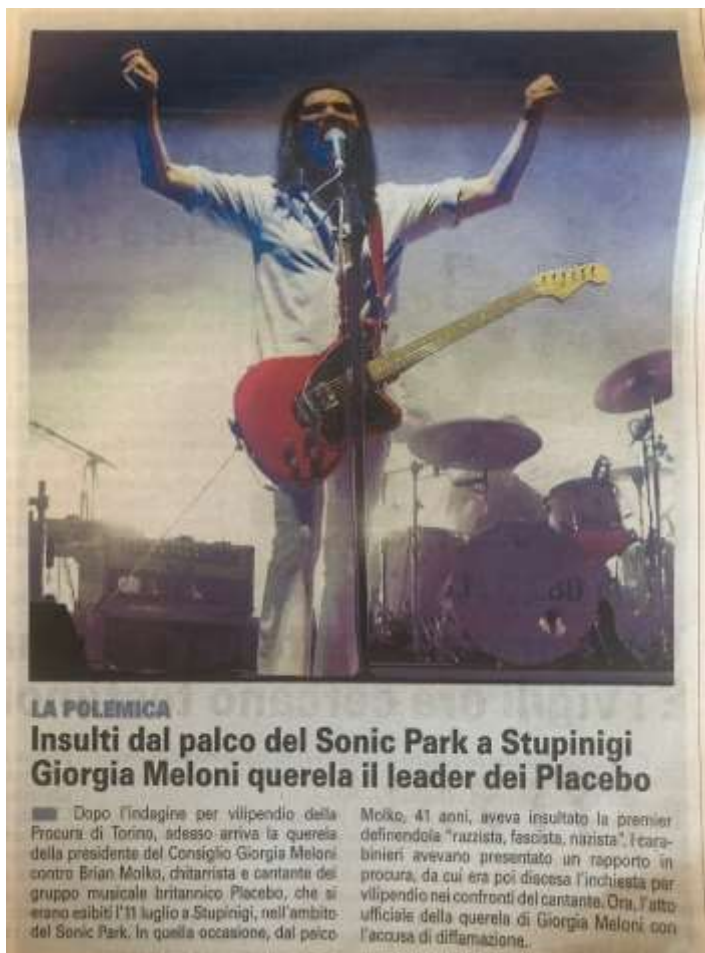 LA POLEMICA
Insulti dal palco del Sonic Park a Stupinigi
Giorgia Meloni querela il leader dei Placebo
Dopo l'indagine per vilipendio della
Procura di Torino, adesso arriva la querela
della presidente del Consiglio Giorgia Meloni
contro Brian Molko, chitarrista e cantante del
gruppo musicale britannico Placebo, che si
erano esibiti l'11 luglio a Stupinigi, nell'ambito
del Sonic Park. In quella occasione, dal palco
Molko, 41 anni, aveva insultato la premier
definendola "razzista, fascista, nazista". I cara-
binieri avevano presentato un rapporto in
procura, da cui era poi discesa l'inchiesta per
vilipendio nei confronti del cantante. Ora, l'atto
ufficiale della querela di Giorgia Meloni con
l'accusa di diffamazione.